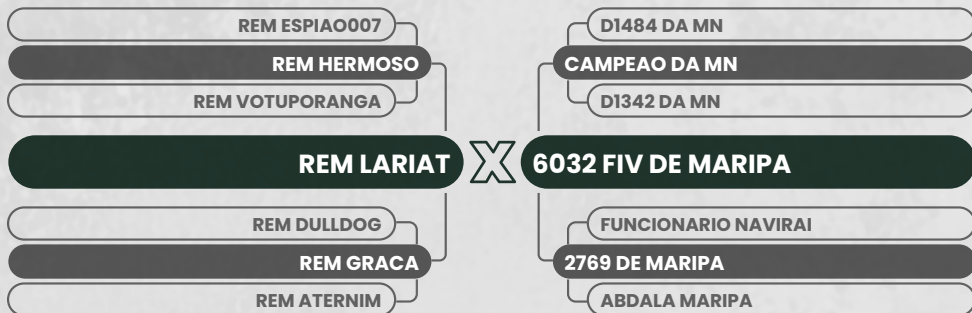 REM ESPIAO007
D1484 DA MN
REM HERMOSO
CAMPEAO DA MN
REM VOTUPORANGA
D1342 DA MN
REM LARIAT X 6032 FIV DE MARIPA
REM DULLDOG
FUNCIONARIO NAVIRAI
REM GRACA
2769 DE MARIPA
REM ATERNIM
ABDALA MARIPA